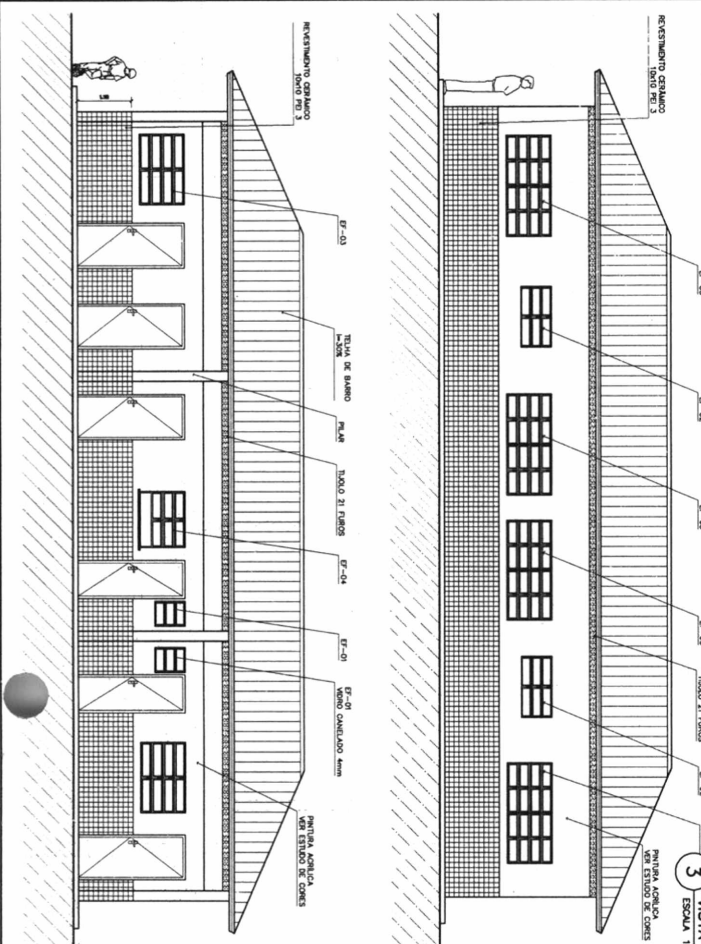 REVESTIMENTO CERÂMICO
10x10 PEI 3
PINTURA ACRÍLICA
VER ESTUDO DE CORES
3
ESCALA 1
REVESTIMENTO CERÂMICO
10x10 PEI 3
EF-03
TELHA DE BARRO
i=30%
PILAR
TIJOLO 21 FUROS
EF-04
EF-01
EF-01
VIDRO CANELADO 4mm
PINTURA ACRÍLICA
VER ESTUDO DE CORES